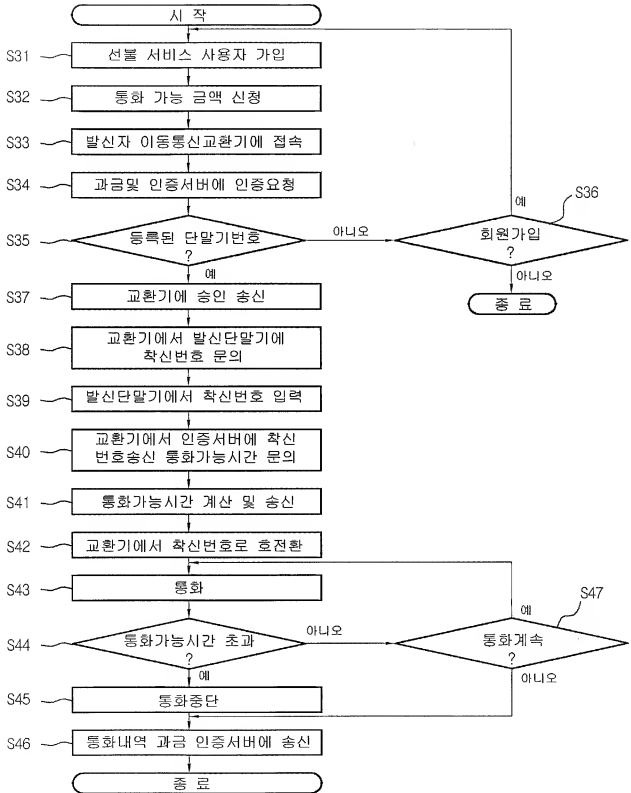 시 작
S31
선불 서비스 사용자 가입
S32
통화 가능 금액 신청
S33
발신자 이동통신교환기에 접속
S34
과금및 인증서버에 인증요청
예
S36
S35
등록된 단말기번호
?
아니오
회원가입
?
예
아니오
S37
교환기에 승인 송신
종 료
S38
교환기에서 발신단말기에
착신번호 문의
S39
발신단말기에서 착신번호 입력
S40
교환기에서 인증서버에 착신
번호송신 통화가능시간 문의
S41
통화가능시간 계산 및 송신
S42
교환기에서 착신번호로 호전환
S43
통화
예
S47
S44
통화가능시간 초과
?
아니오
통화계속
?
예
아니오
S45
통화중단
S46
통화내역 과금 인증서버에 송신
종 료